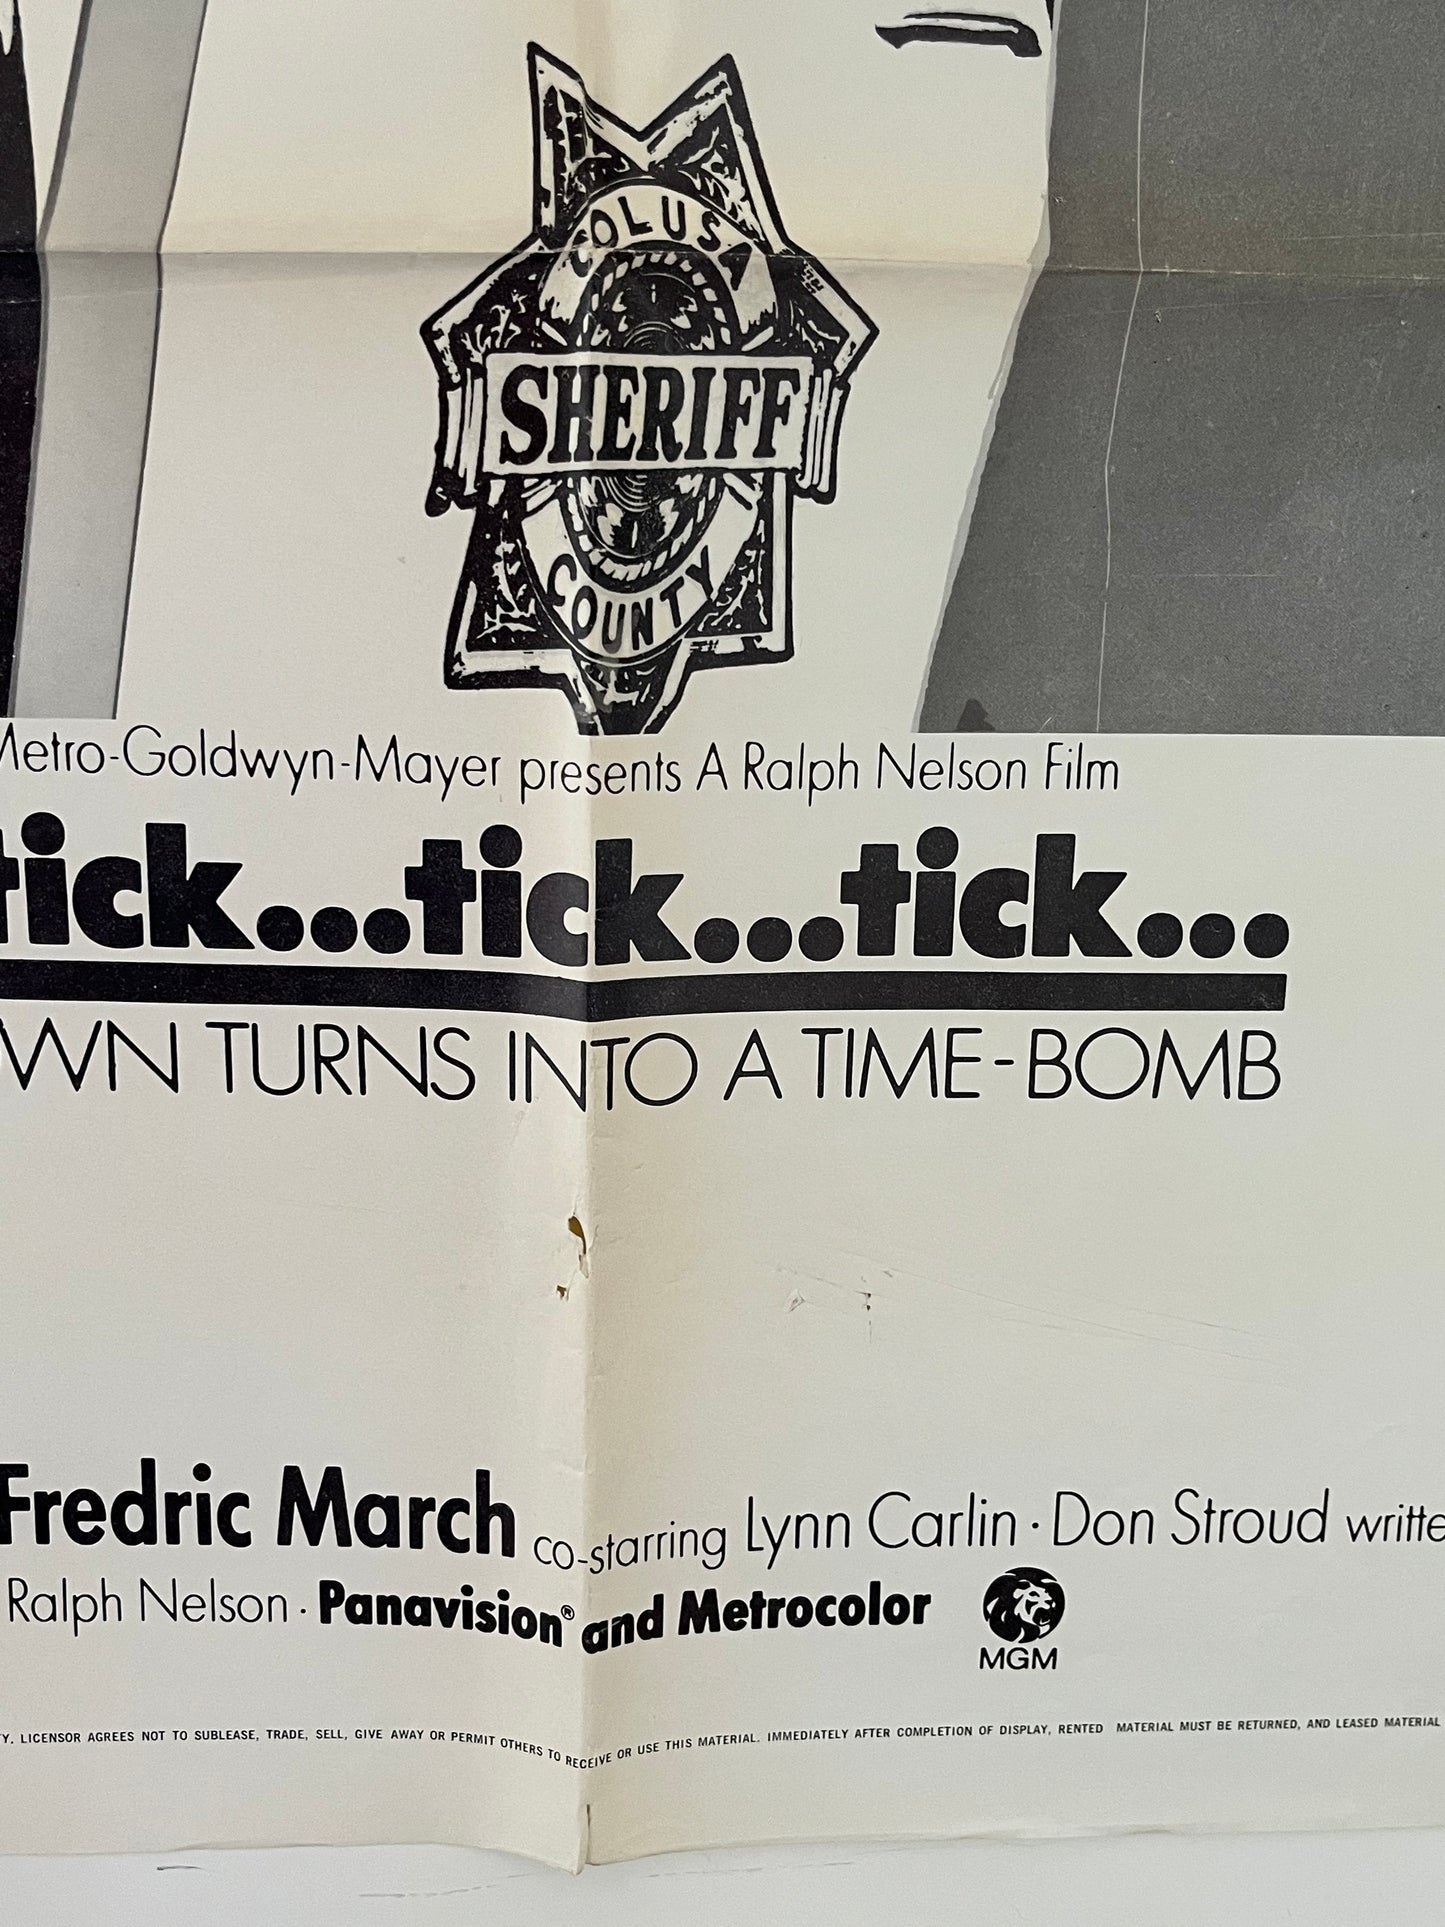 COLUSA
SHERIFF
COUNTY
Metro-Goldwyn-Mayer presents A Ralph Nelson Film
tick...tick...tick...
WN TURNS INTO A TIME-BOMB
Fredric March co-starring Lynn Carlin · Don Stroud writte
Ralph Nelson · Panavision® and Metrocolor
MGM
Y. LICENSOR AGREES NOT TO SUBLEASE, TRADE, SELL, GIVE AWAY OR PERMIT OTHERS TO RECEIVE OR USE THIS MATERIAL. IMMEDIATELY AFTER COMPLETION OF DISPLAY, RENTED MATERIAL MUST BE RETURNED, AND LEASED MATERIAL